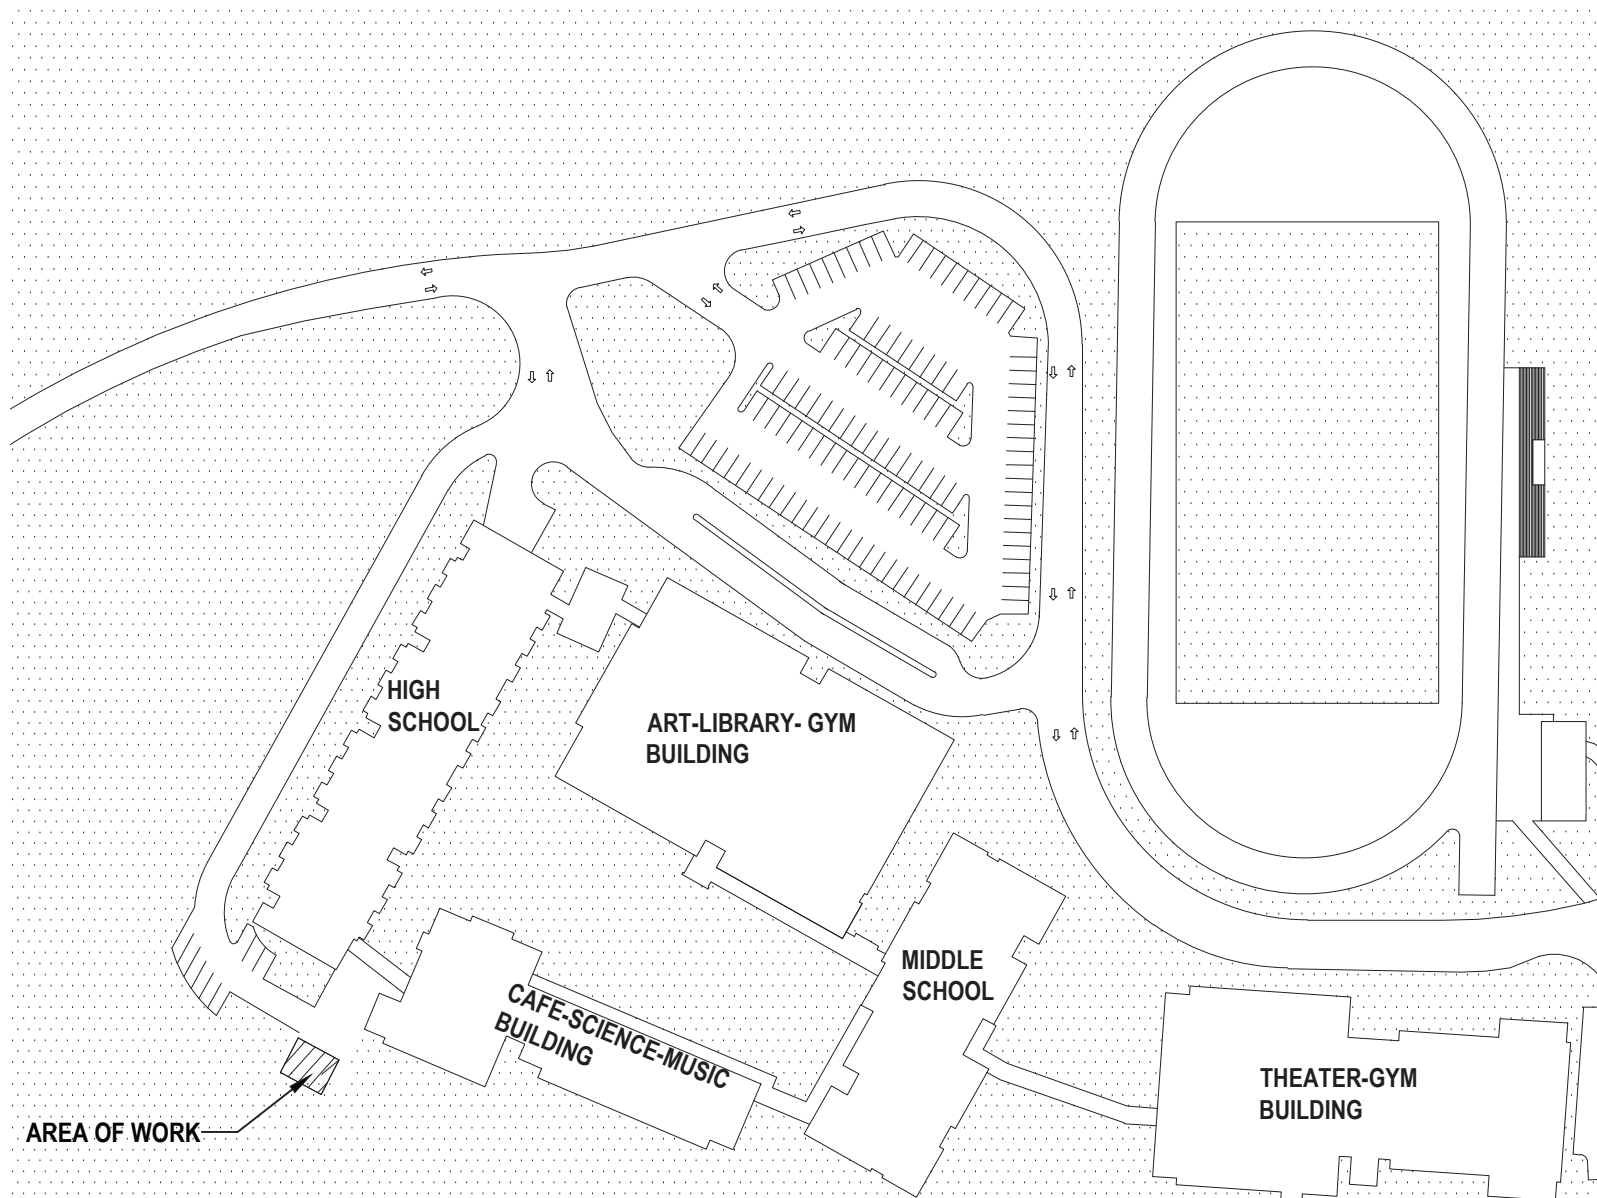 HIGH
SCHOOL
ART-LIBRARY- GYM
BUILDING
MIDDLE
SCHOOL
CAFE-SCIENCE-MUSIC
BUILDING
THEATER-GYM
BUILDING
AREA OF WORK